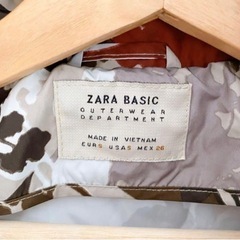 ZARA BASIC
OUTERWEAR
DEPARTMENT
MADE IN VIETNAM
EUR S USA S MEX 26